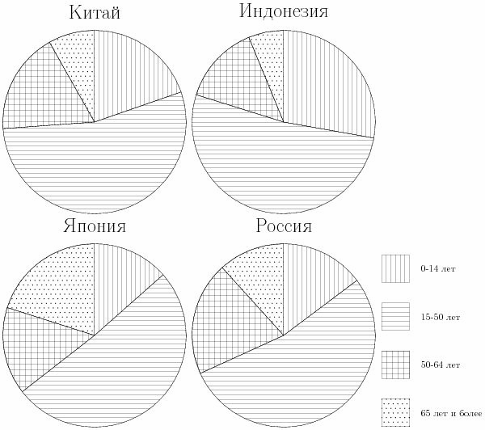 Китай
Индонезия
Япония
Россия
0-14 лет
15-50 лет
50-64 лет
65 лет и более